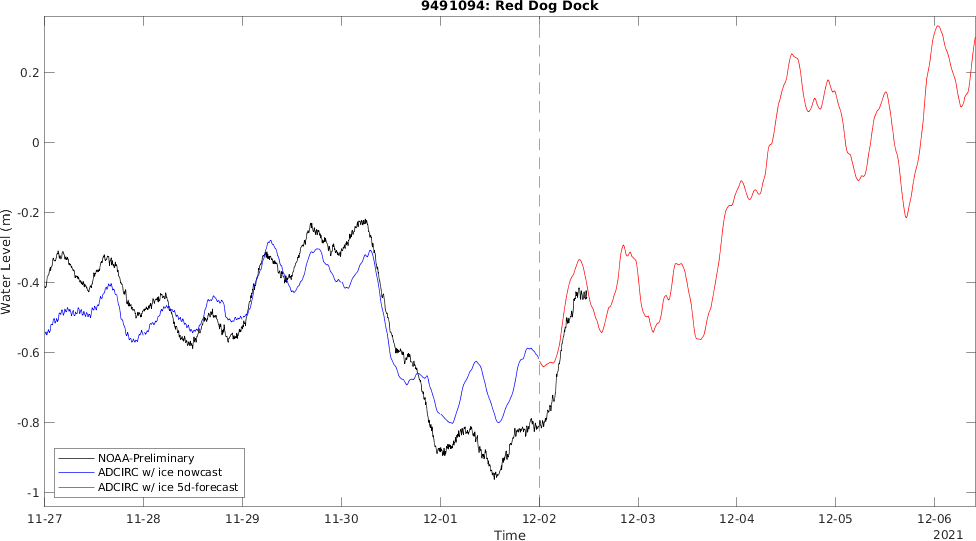 9491094: Red Dog Dock
Water Level (m)
0.2
0
-0.2
-0.4
-0.6
-0.8
-1
NOAA-Preliminary
ADCIRC w/ ice nowcast
ADCIRC w/ ice 5d-forecast
11-27 11-28 11-29 11-30 12-01 12-02 12-03 12-04 12-05 12-06
Time
2021